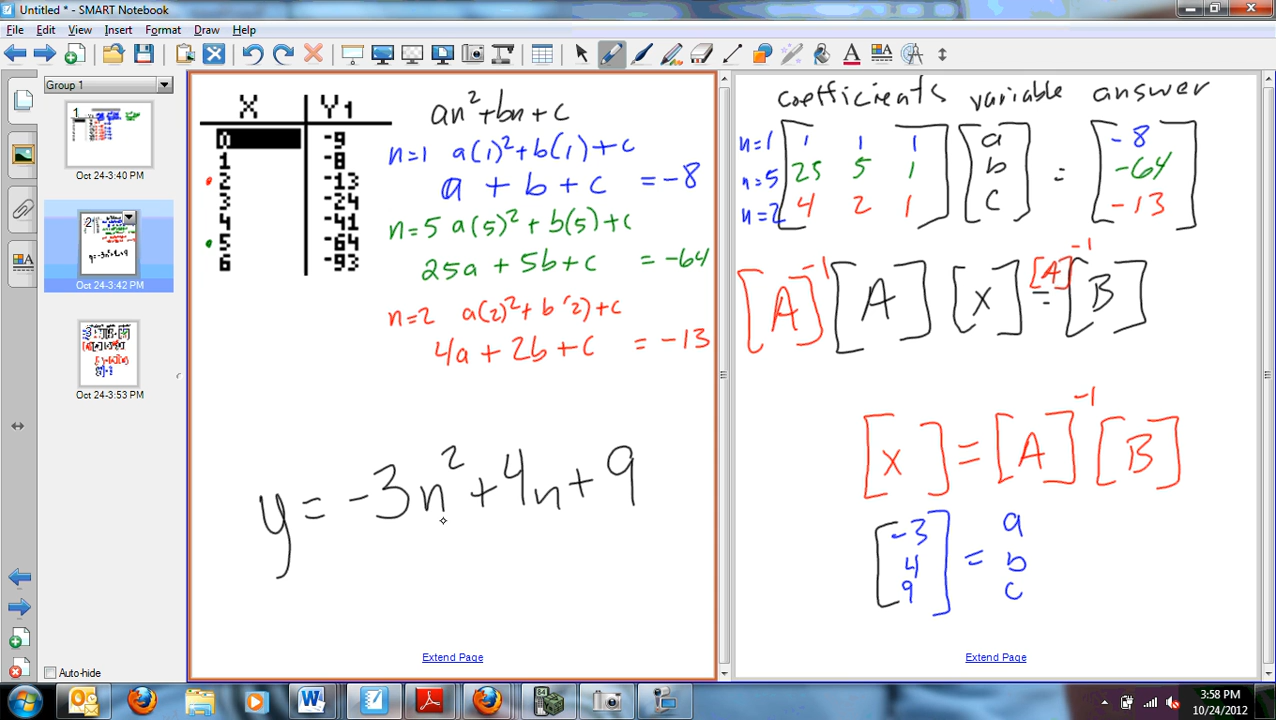 Untitled * - SMART Notebook
File Edit View Insert Format Tools Draw Help
Group 1
Oct 24-3:40 PM
Oct 24-3:42 PM
Oct 24-3:53 PM
Auto-hide
X Y1
0 -9
1 -8
2 -13
3 -24
4 -41
5 -64
6 -93
an²+bn+c
n=1 a(1)²+b(1)+c
a + b + c = -8
n=5 a(5)²+b(5)+c
25a + 5b+c = -64
n=2 a(2)²+b(2)+c
4a + 2b + c = -13
y = -3n²+4n+9
Extend Page
coefficients variable answer
n=1 [1 1 1] [a] [-8]
n=5 [25 5 1] [b] = [-64]
n=2 [4 2 1] [c] [-13]
[A]⁻¹ [A] [x] = [A]⁻¹ [B]
[x] = [A]⁻¹ [B]
[-3] a
[4] = b
[9] c
Extend Page
3:58 PM
10/24/2012